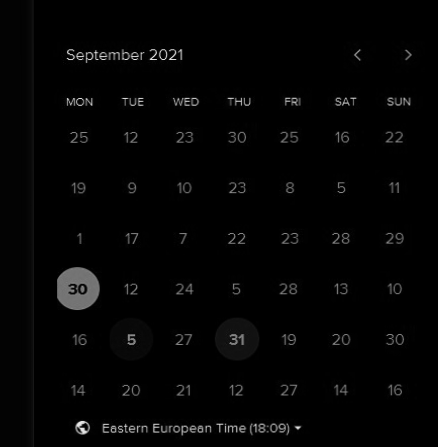 September 2021
MON TUE WED THU FRI SAT SUN
25 12 23 30 25 16 22
19 9 10 23 8 5 11
1 17 7 22 23 28 29
30 12 24 5 28 13 10
16 5 27 31 19 20 30
14 20 21 12 27 14 16
Eastern European Time (18:09)